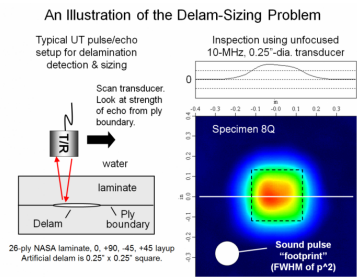 An Illustration of the Delam-Sizing Problem
Typical UT pulse/echo
setup for delamination
detection & sizing
Scan transducer.
Look at strength
of echo from ply
boundary.
T/R
water
laminate
Delam
Ply
boundary
26-ply NASA laminate, 0, +90, -45, +45 layup
Artificial delam is 0.25" x 0.25" square.
Inspection using unfocused
10-MHz, 0.25"-dia. transducer
0
in
-0.4 -0.3 -0.2 -0.1 0.0 0.1 0.2 0.3 0.4
Specimen 8Q
Sound pulse
"footprint"
(FWHM of p^2)